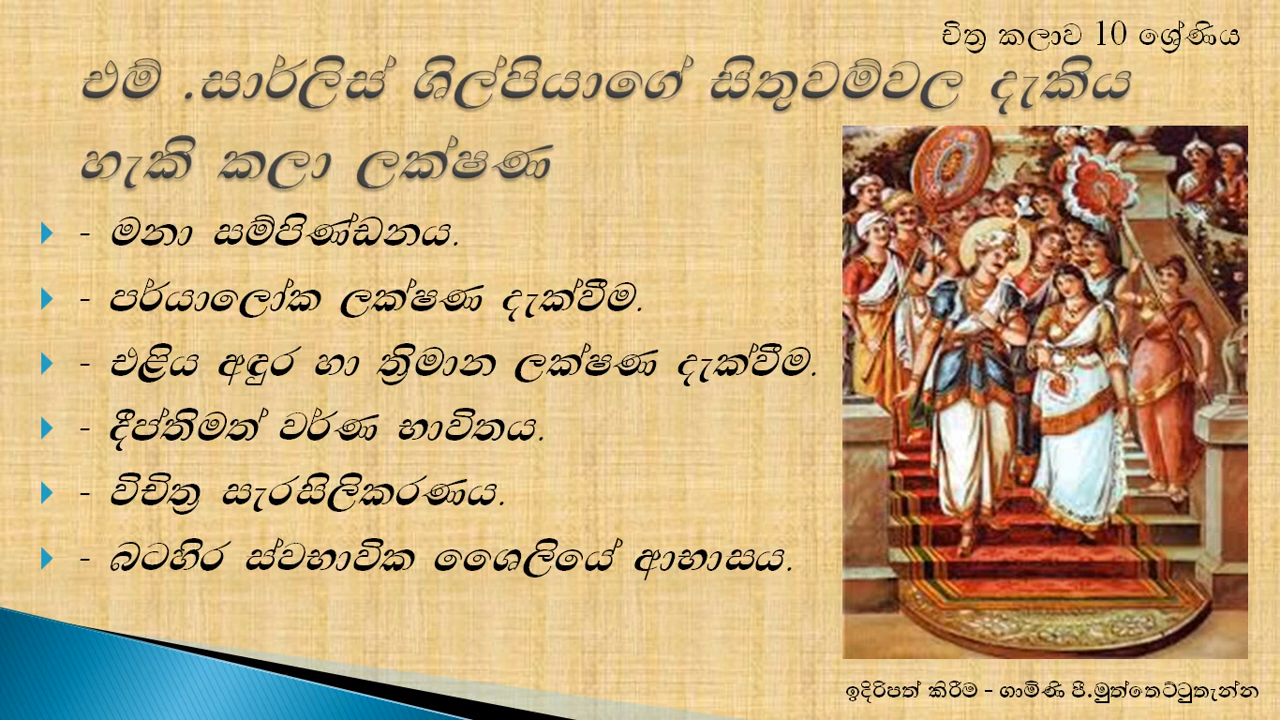 චිත්‍ර කලාව 10 ශ්‍රේණිය
එම් .සාර්ලිස් ශිල්පියාගේ සිතුවම්වල දැකිය
හැකි කලා ලක්ෂණ
- මනා සම්පිණ්ඩනය.
- පර්යාලෝක ලක්ෂණ දැක්වීම.
- එළිය අඳුර හා ත්‍රිමාන ලක්ෂණ දැක්වීම.
- දීප්තිමත් වර්ණ භාවිතය.
- විචිත්‍ර සැරසිලිකරණය.
- බටහිර ස්වභාවික ශෛලියේ ආභාසය.
ඉදිරිපත් කිරීම - ගාමිණි පී.මුත්තෙට්ටුතැන්න